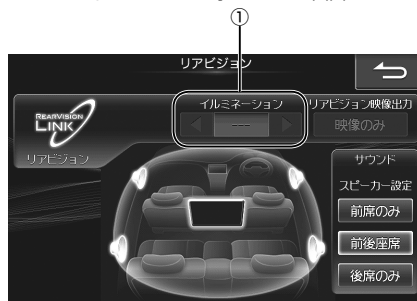 ①
リアビジョン
イルミネーション
リアビジョン映像出力
REARVISION
LINK
---
映像のみ
リアビジョン
サウンド
スピーカー設定
前席のみ
前後座席
後席のみ